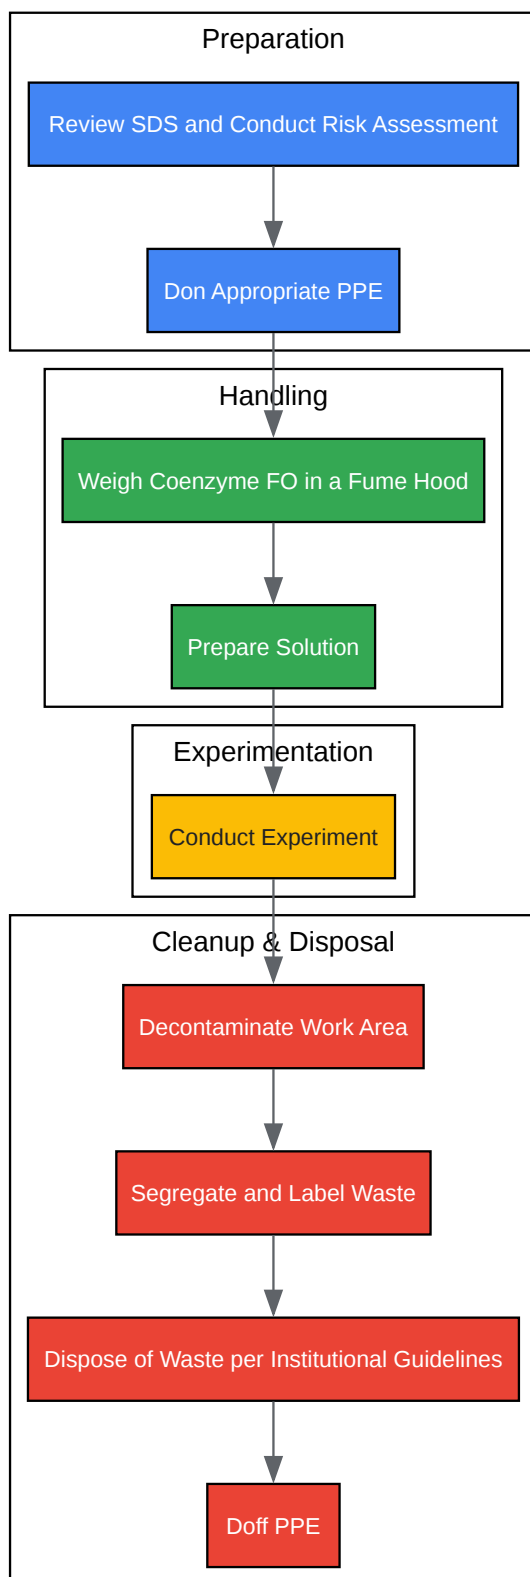 Preparation
Review SDS and Conduct Risk Assessment
Don Appropriate PPE
Handling
Weigh Coenzyme FO in a Fume Hood
Prepare Solution
Experimentation
Conduct Experiment
Cleanup & Disposal
Decontaminate Work Area
Segregate and Label Waste
Dispose of Waste per Institutional Guidelines
Doff PPE